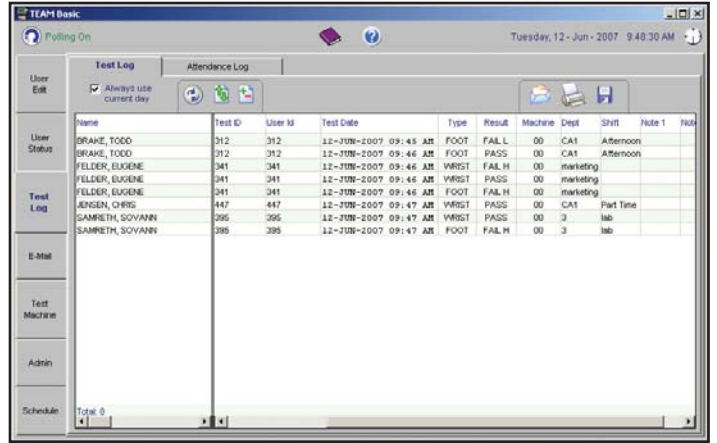 TEAM Basic
Polling On
Tuesday, 12 - Jun - 2007 9:48:30 AM
Test Log Attendance Log
Always use
current day
User
Edit
User
Status
Test
Log
E-Mail
Test
Machine
Admin
Schedule
Name Test ID User Id Test Date Type Result Machine Dept Shift Note 1 Note
BRAKE, TODD 312 312 12-JUN-2007 09:45 AM FOOT FAIL L 00 CA1 Afternoon
BRAKE, TODD 312 312 12-JUN-2007 09:46 AM FOOT PASS 00 CA1 Afternoon
FELDER, EUGENE 341 341 12-JUN-2007 09:46 AM WRIST FAIL H 00 marketing
FELDER, EUGENE 341 341 12-JUN-2007 09:46 AM WRIST PASS 00 marketing
FELDER, EUGENE 341 341 12-JUN-2007 09:46 AM FOOT FAIL H 00 marketing
JENSEN, CHRIS 447 447 12-JUN-2007 09:47 AM WRIST PASS 00 CA1 Part Time
SAMRETH, SOVANN 395 395 12-JUN-2007 09:47 AM WRIST PASS 00 3 lab
SAMRETH, SOVANN 395 395 12-JUN-2007 09:47 AM FOOT FAIL H 00 3 lab
Total: 0